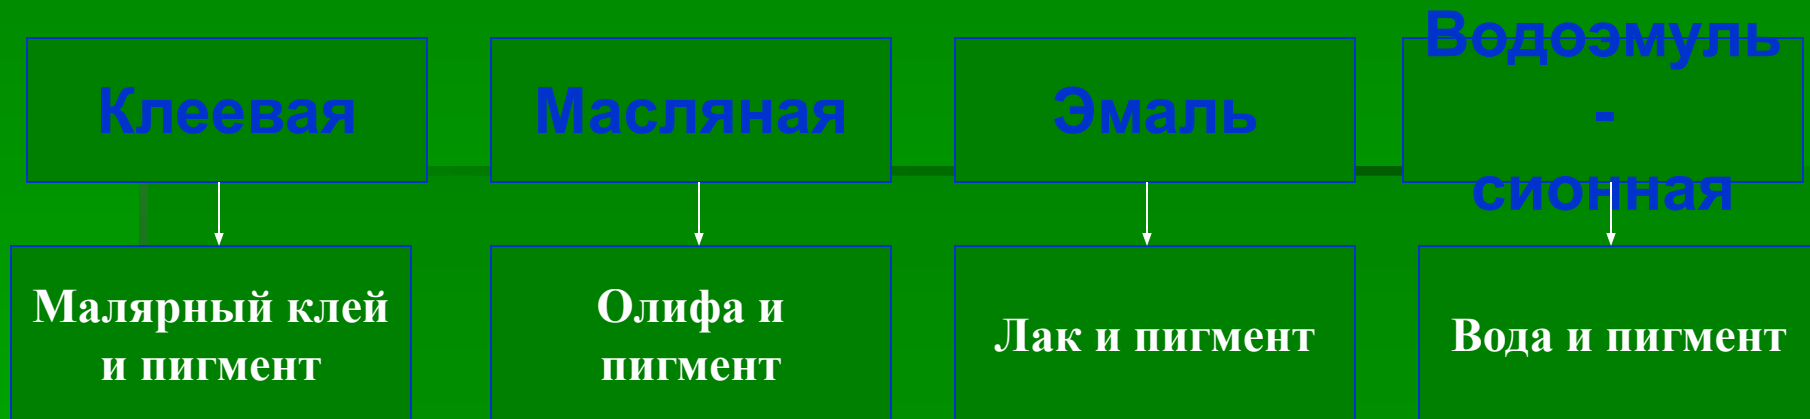 Клеевая
Масляная
Эмаль
Водоэмуль
-
сионная
Малярный клей
и пигмент
Олифа и
пигмент
Лак и пигмент
Вода и пигмент